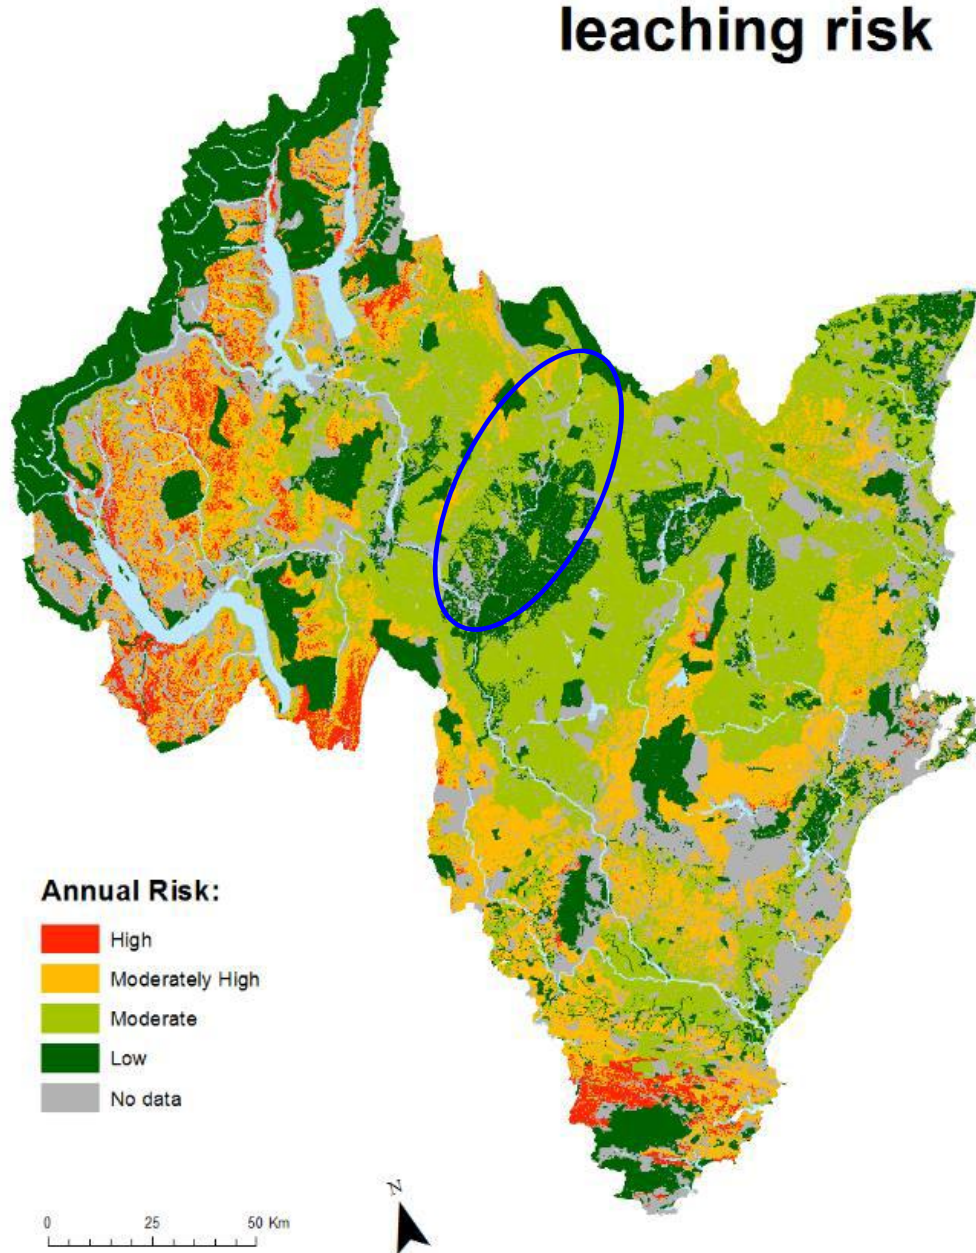 leaching risk
Annual Risk:
High
Moderately High
Moderate
Low
No data
N
0 25 50 Km